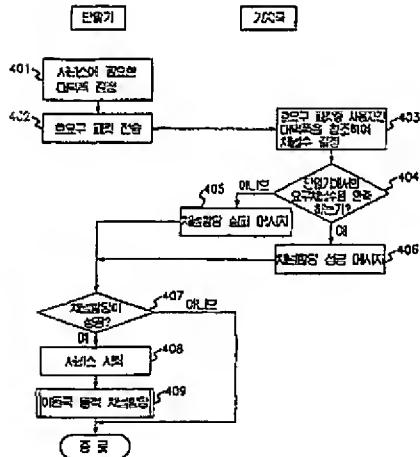 단말기
기지국
401
서비스에 필요한
대역폭 결정
402
호요구 패킷 전송
403
호요구 패킷중 사용자간
대역폭을 참조하여
채널수 결정
404
단말기에서의
요구채널수를 만족
하는가?
아니오
예
405
채널할당 실패 메시지
406
채널할당 성공 메시지
407
채널할당이
성공?
아니오
예
408
서비스 시작
409
동적 채널할당
종료